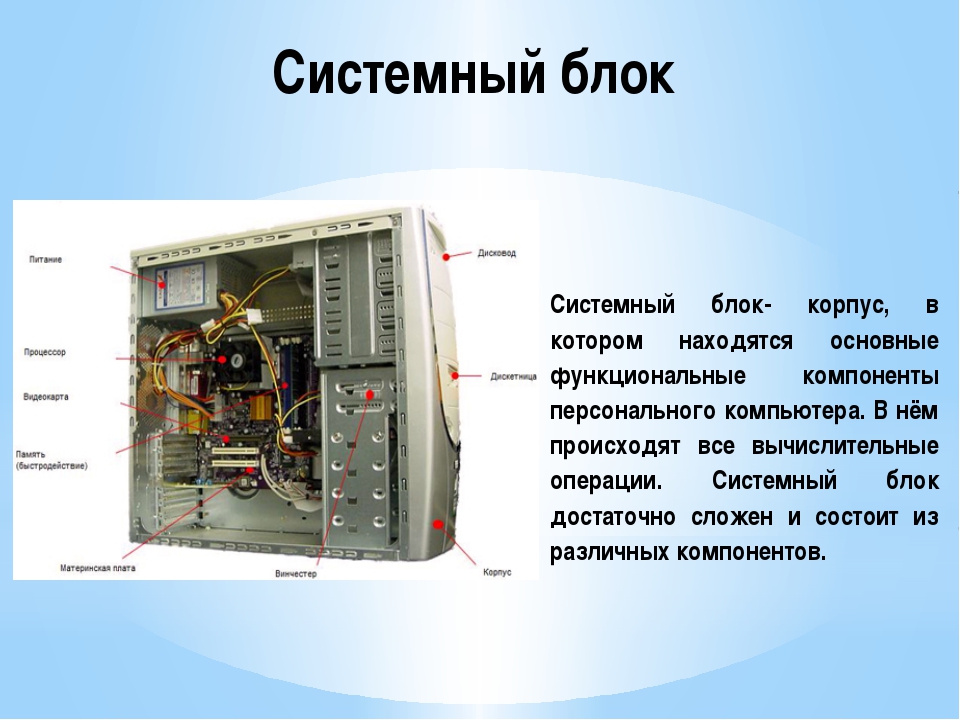 Системный блок
Питание
Дисковод
Процессор
Дискетница
Видеокарта
Память
(быстродействие)
Материнская плата
Винчестер
Корпус
Системный блок- корпус, в
котором находятся основные
функциональные компоненты
персонального компьютера. В нём
происходят все вычислительные
операции. Системный блок
достаточно сложен и состоит из
различных компонентов.